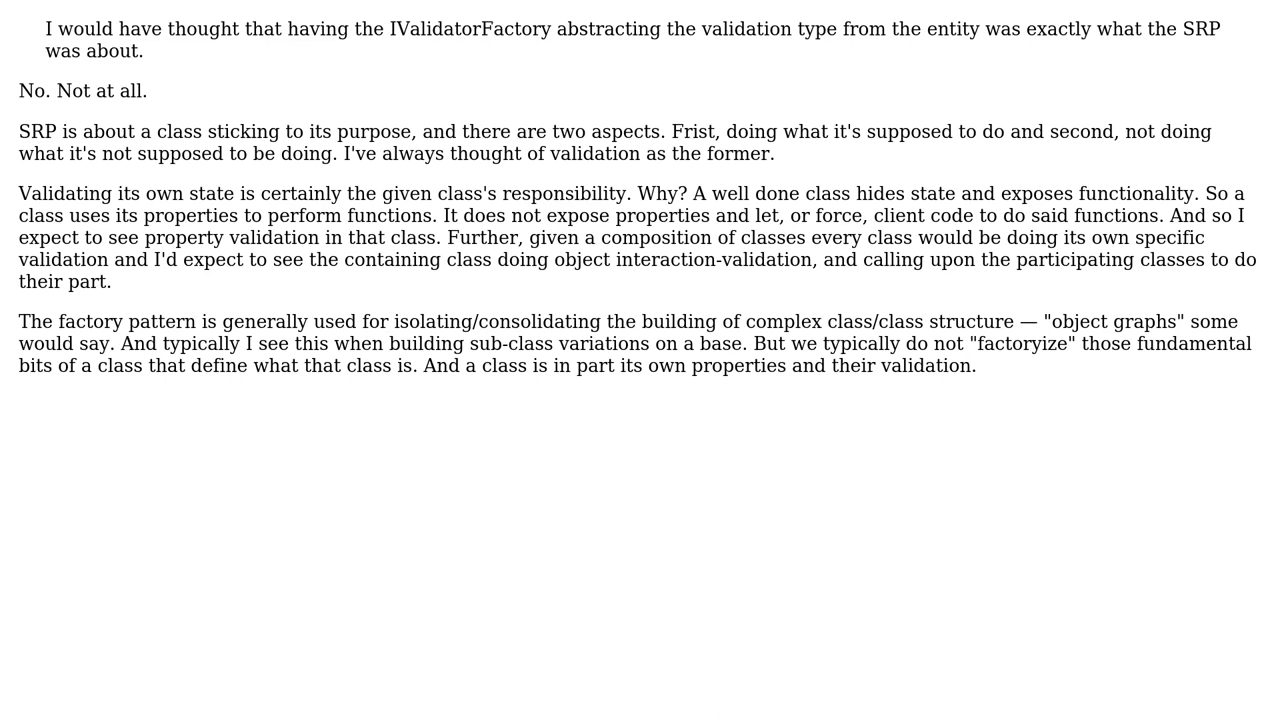 I would have thought that having the IValidatorFactory abstracting the validation type from the entity was exactly what the SRP
was about.
No. Not at all.
SRP is about a class sticking to its purpose, and there are two aspects. Frist, doing what it's supposed to do and second, not doing
what it's not supposed to be doing. I've always thought of validation as the former.
Validating its own state is certainly the given class's responsibility. Why? A well done class hides state and exposes functionality. So a
class uses its properties to perform functions. It does not expose properties and let, or force, client code to do said functions. And so I
expect to see property validation in that class. Further, given a composition of classes every class would be doing its own specific
validation and I'd expect to see the containing class doing object interaction-validation, and calling upon the participating classes to do
their part.
The factory pattern is generally used for isolating/consolidating the building of complex class/class structure — "object graphs" some
would say. And typically I see this when building sub-class variations on a base. But we typically do not "factoryize" those fundamental
bits of a class that define what that class is. And a class is in part its own properties and their validation.